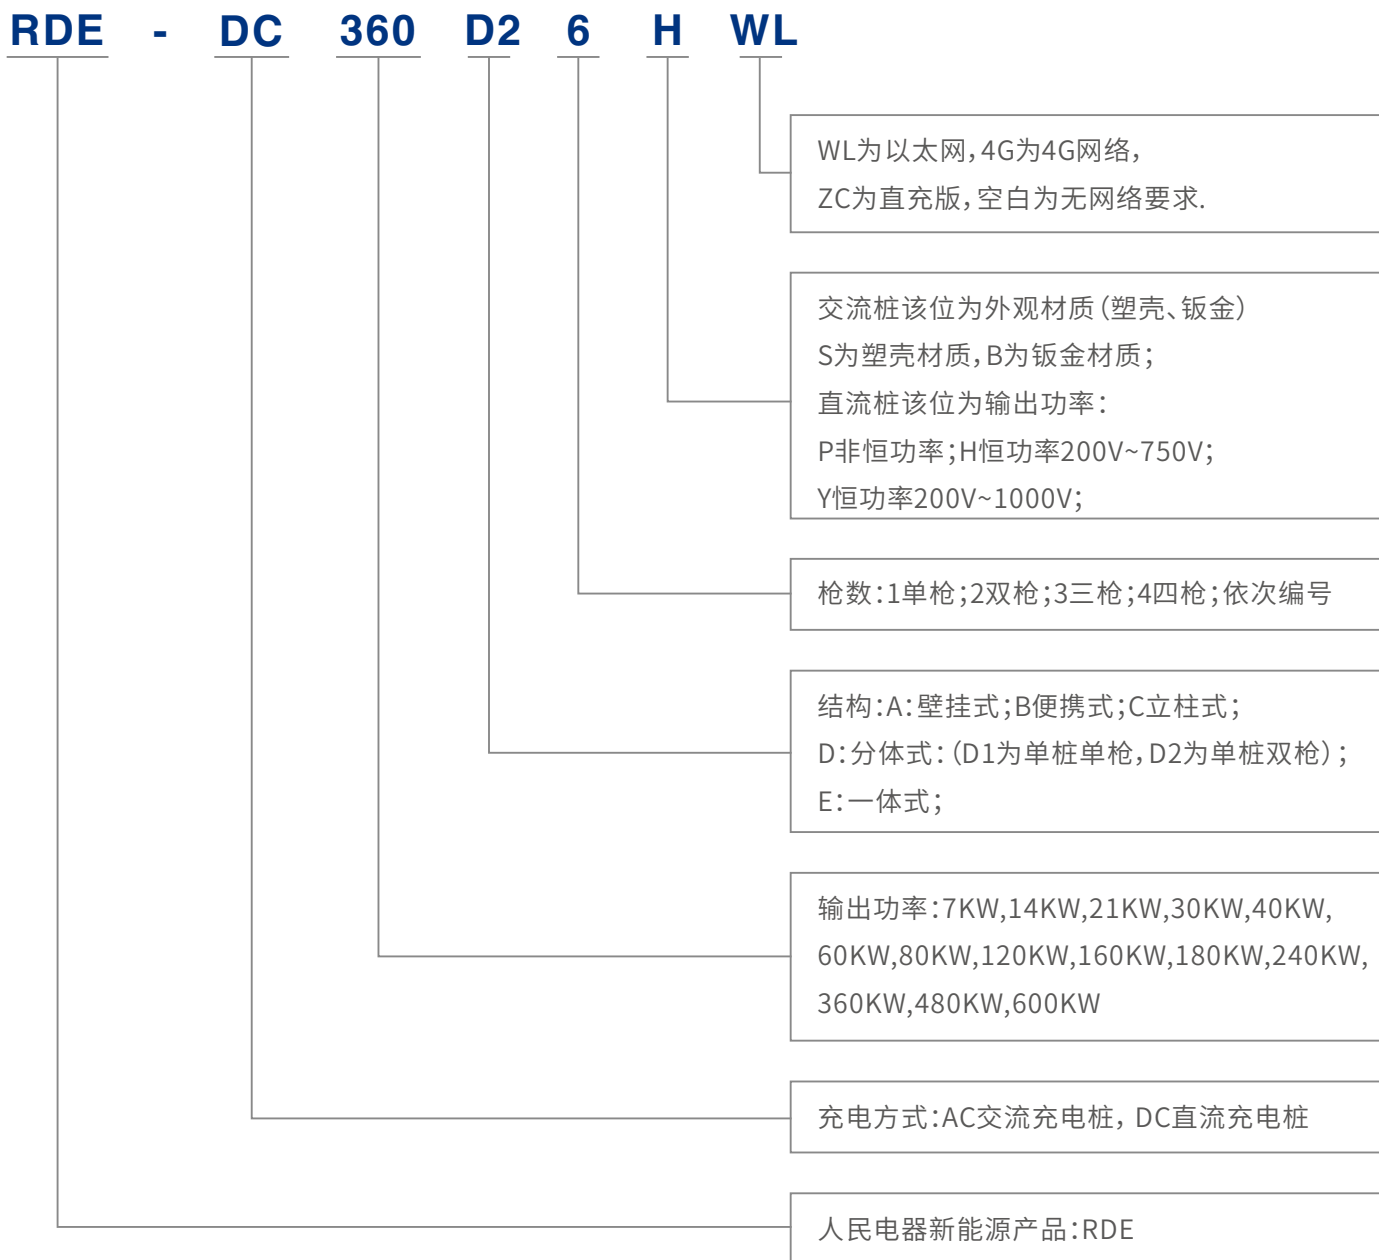 RDE - DC 360 D2 6 H WL
WL为以太网,4G为4G网络,
ZC为直充版,空白为无网络要求.
交流桩该位为外观材质(塑壳、钣金)
S为塑壳材质,B为钣金材质;
直流桩该位为输出功率:
P非恒功率;H恒功率200V~750V;
Y恒功率200V~1000V;
枪数:1单枪;2双枪;3三枪;4四枪;依次编号
结构:A:壁挂式;B便携式;C立柱式;
D:分体式:(D1为单桩单枪,D2为单桩双枪);
E:一体式;
输出功率:7KW,14KW,21KW,30KW,40KW,
60KW,80KW,120KW,160KW,180KW,240KW,
360KW,480KW,600KW
充电方式:AC交流充电桩, DC直流充电桩
人民电器新能源产品:RDE